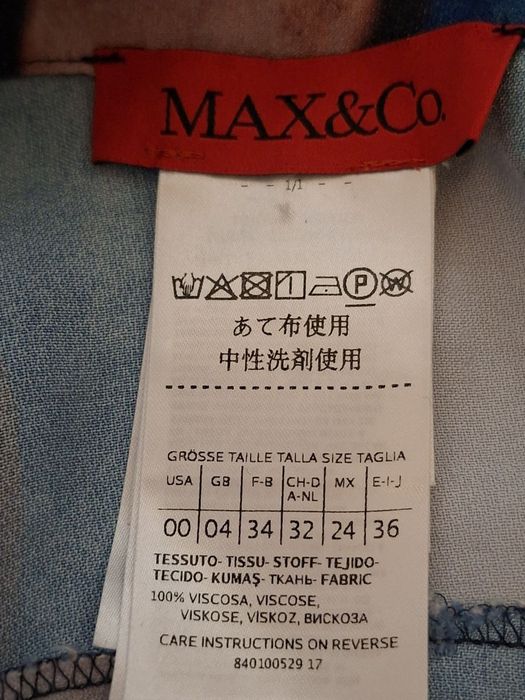 MAX&Co.
- - 1/1 - -
P W
あて布使用
中性洗剤使用
GRÖSSE TAILLE TALLA SIZE TAGLIA
USA GB F-B CH-D A-NL MX E-I-J
00 04 34 32 24 36
TESSUTO- TISSU- STOFF- TEJIDO-
TECIDO- KUMAŞ- ТКАНЬ- FABRIC
100% VISCOSA, VISCOSE,
VISKOSE, VİSKOZ, ВИСКОЗА
CARE INSTRUCTIONS ON REVERSE
840100529 17